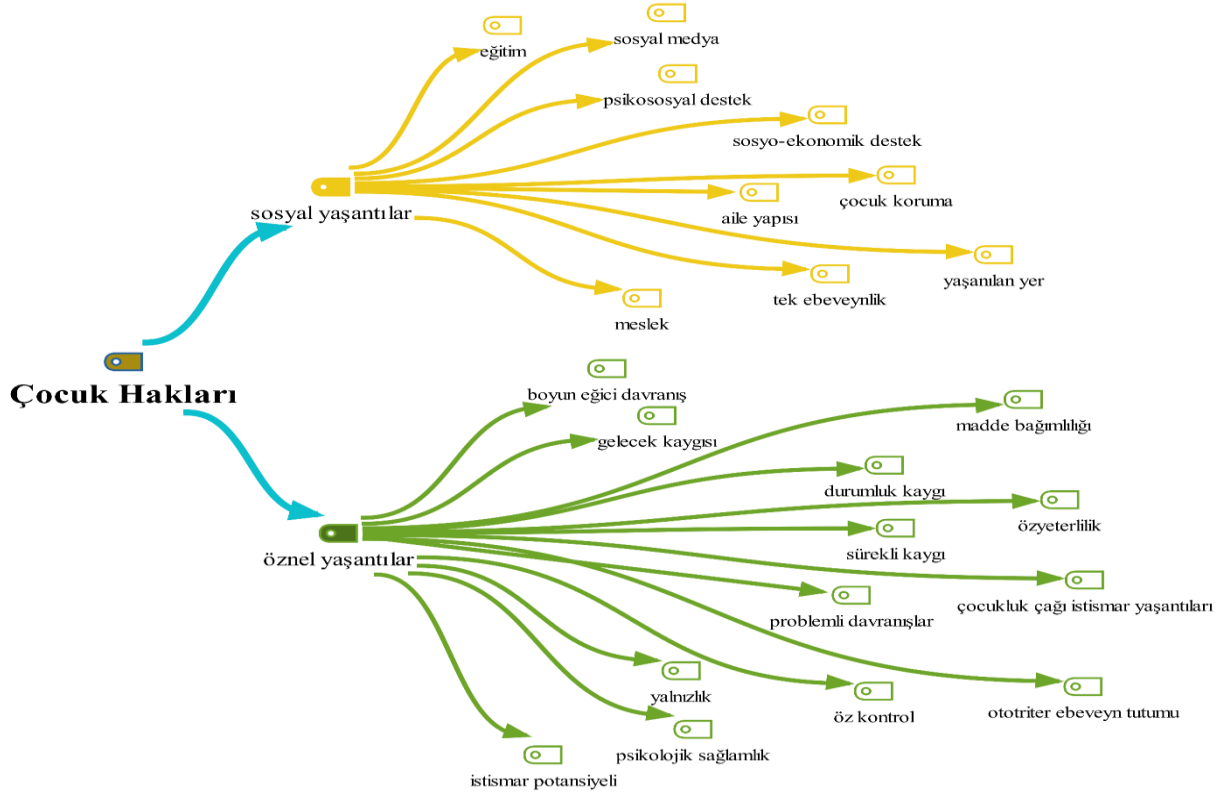 eğitim
sosyal medya
psikososyal destek
sosyo-ekonomik destek
çocuk koruma
aile yapısı
sosyal yaşantılar
yaşanılan yer
tek ebeveynlik
meslek
Çocuk Hakları
boyun eğici davranış
madde bağımlılığı
gelecek kaygısı
durumluk kaygı
özyeterlilik
sürekli kaygı
öznel yaşantılar
çocukluk çağı istismar yaşantıları
problemli davranışlar
yalnızlık
öz kontrol
ototriter ebeveyn tutumu
psikolojik sağlamlık
istismar potansiyeli